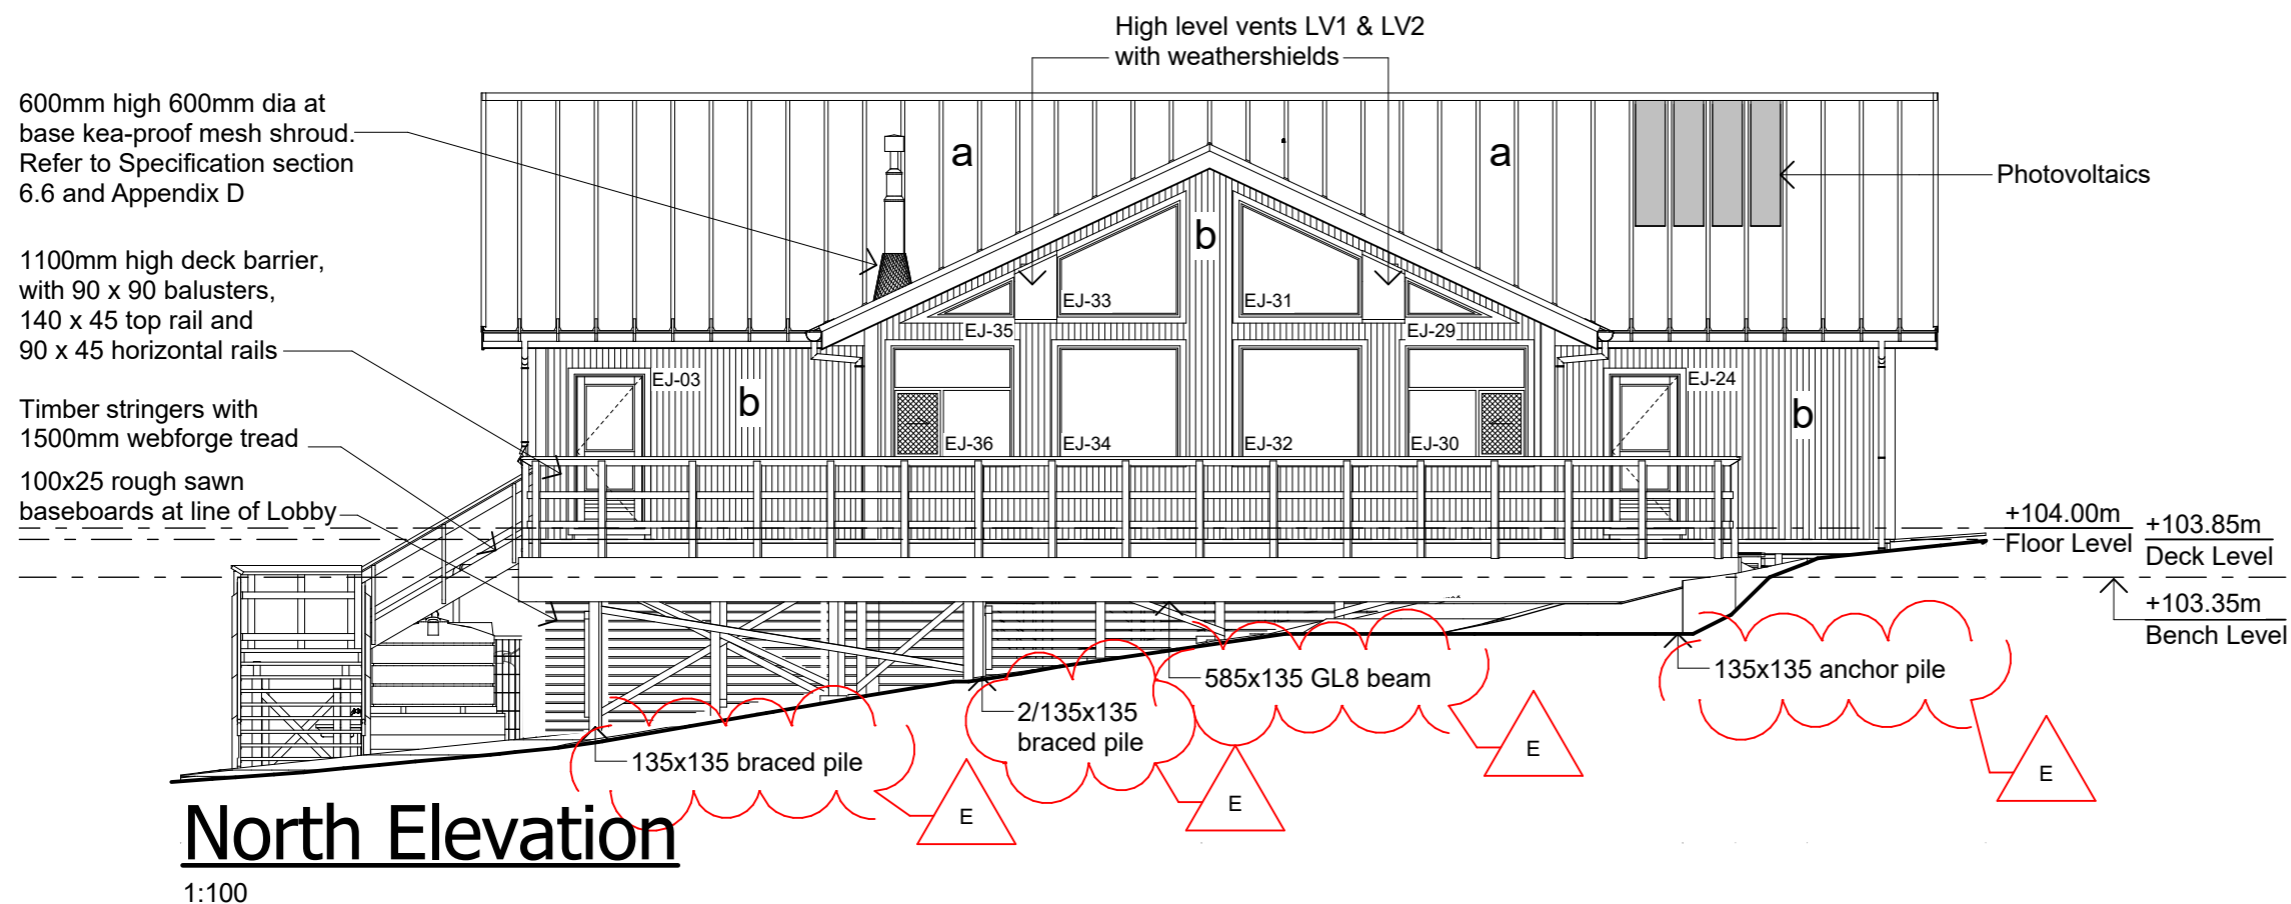 High level vents LV1 & LV2
with weathershields
600mm high 600mm dia at
base kea-proof mesh shroud.
Refer to Specification section
6.6 and Appendix D
1100mm high deck barrier,
with 90 x 90 balusters,
140 x 45 top rail and
90 x 45 horizontal rails
Timber stringers with
1500mm webforge tread
100x25 rough sawn
baseboards at line of Lobby
a
a
b
b
b
Photovoltaics
EJ-33
EJ-31
EJ-35
EJ-29
EJ-03
EJ-24
EJ-36
EJ-34
EJ-32
EJ-30
+104.00m
Floor Level
+103.85m
Deck Level
+103.35m
Bench Level
585x135 GL8 beam
135x135 anchor pile
2/135x135
braced pile
135x135 braced pile
E
E
E
E
North Elevation
1:100